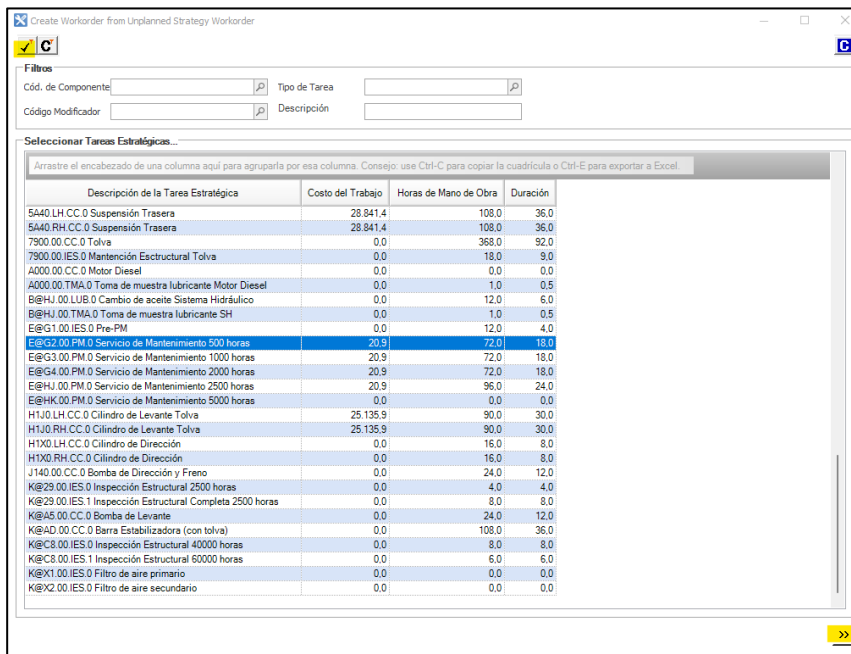 Create Workorder from Unplanned Strategy Workorder
C
C
Filtros
Cód. de Componente Tipo de Tarea
Código Modificador Descripción
Seleccionar Tareas Estratégicas...
Arrastre el encabezado de una columna aquí para agruparla por esa columna. Consejo: use Ctrl-C para copiar la cuadrícula o Ctrl-E para exportar a Excel.
Descripción de la Tarea Estratégica Costo del Trabajo Horas de Mano de Obra Duración
5A40.LH.CC.0 Suspensión Trasera 28.841,4 108,0 36,0
5A40.RH.CC.0 Suspensión Trasera 28.841,4 108,0 36,0
7900.00.CC.0 Tolva 0,0 368,0 92,0
7900.00.IES.0 Mantención Esctructural Tolva 0,0 18,0 9,0
A000.00.CC.0 Motor Diesel 0,0 0,0 0,0
A000.00.TMA.0 Toma de muestra lubricante Motor Diesel 0,0 1,0 0,5
B@HJ.00.LUB.0 Cambio de aceite Sistema Hidráulico 0,0 12,0 6,0
B@HJ.00.TMA.0 Toma de muestra lubricante SH 0,0 1,0 0,5
E@G1.00.IES.0 Pre-PM 0,0 12,0 4,0
E@G2.00.PM.0 Servicio de Mantenimiento 500 horas 20,9 72,0 18,0
E@G3.00.PM.0 Servicio de Mantenimiento 1000 horas 20,9 72,0 18,0
E@G4.00.PM.0 Servicio de Mantenimiento 2000 horas 20,9 72,0 18,0
E@HJ.00.PM.0 Servicio de Mantenimiento 2500 horas 20,9 96,0 24,0
E@HK.00.PM.0 Servicio de Mantenimiento 5000 horas 0,0 0,0 0,0
H1J0.LH.CC.0 Cilindro de Levante Tolva 25.135,9 90,0 30,0
H1J0.RH.CC.0 Cilindro de Levante Tolva 25.135,9 90,0 30,0
H1X0.LH.CC.0 Cilindro de Dirección 0,0 16,0 8,0
H1X0.RH.CC.0 Cilindro de Dirección 0,0 16,0 8,0
J140.00.CC.0 Bomba de Dirección y Freno 0,0 24,0 12,0
K@29.00.IES.0 Inspección Estructural 2500 horas 0,0 4,0 4,0
K@29.00.IES.1 Inspección Estructural Completa 2500 horas 0,0 8,0 8,0
K@A5.00.CC.0 Bomba de Levante 0,0 24,0 12,0
K@AD.00.CC.0 Barra Estabilizadora (con tolva) 0,0 108,0 36,0
K@C8.00.IES.0 Inspección Estructural 40000 horas 0,0 8,0 8,0
K@C8.00.IES.1 Inspección Estructural 60000 horas 0,0 6,0 6,0
K@X1.00.IES.0 Filtro de aire primario 0,0 0,0 0,0
K@X2.00.IES.0 Filtro de aire secundario 0,0 0,0 0,0
>>